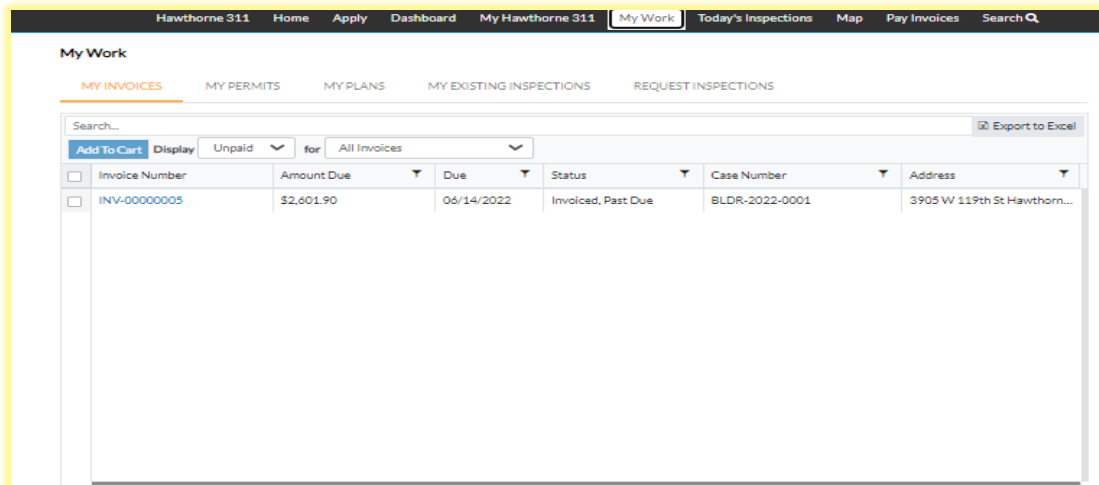 Hawthorne 311 Home Apply Dashboard My Hawthorne 311 My Work Today's Inspections Map Pay Invoices Search
My Work
MY INVOICES MY PERMITS MY PLANS MY EXISTING INSPECTIONS REQUEST INSPECTIONS
Search... Export to Excel
Add To Cart Display Unpaid for All Invoices
Invoice Number Amount Due Due Status Case Number Address
INV-00000005 $2,601.90 06/14/2022 Invoiced, Past Due BLDR-2022-0001 3905 W 119th St Hawthorn...